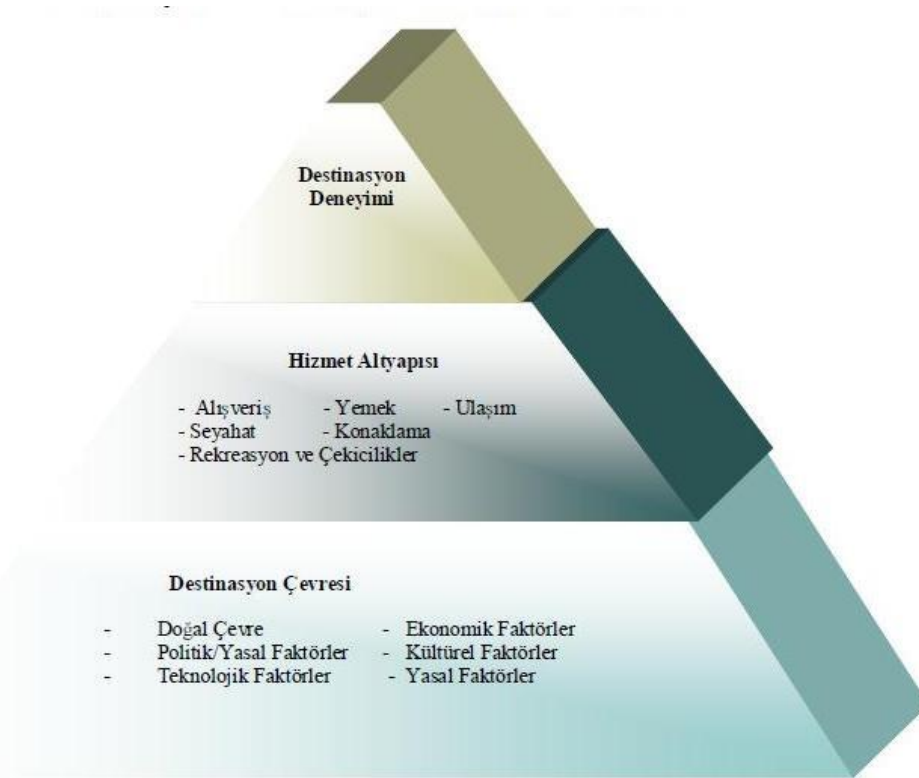 Destinasyon
Deneyimi
Hizmet Altyapısı
- Alışveriş - Yemek - Ulaşım
- Seyahat - Konaklama
- Rekreasyon ve Çekicilikler
Destinasyon Çevresi
- Doğal Çevre - Ekonomik Faktörler
- Politik/Yasal Faktörler - Kültürel Faktörler
- Teknolojik Faktörler - Yasal Faktörler